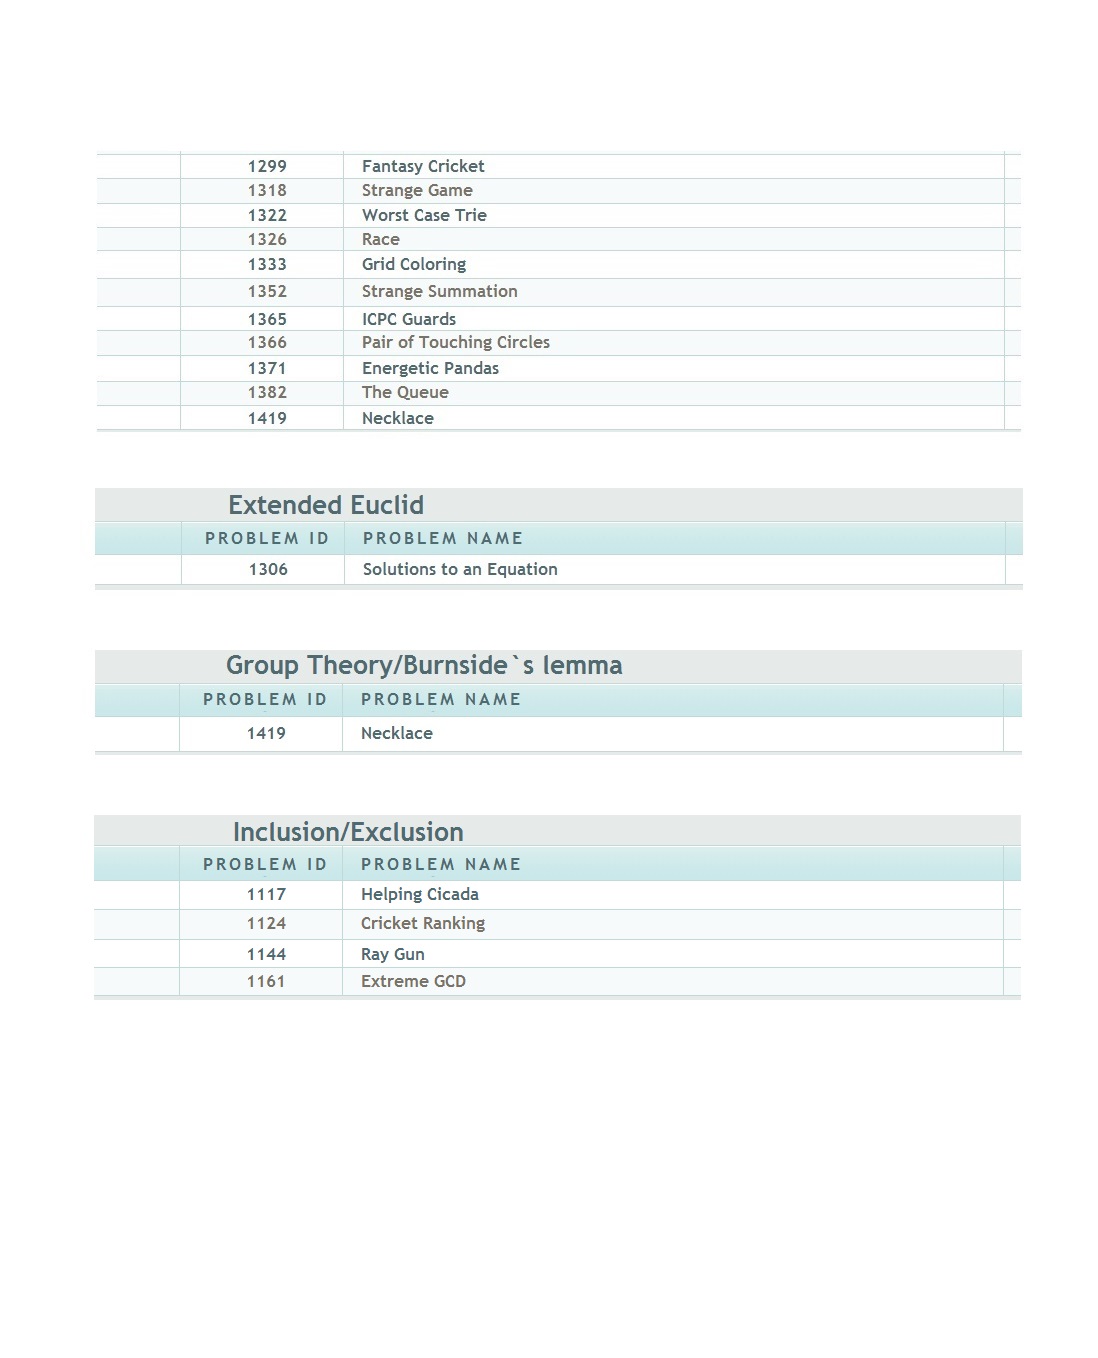 1299 Fantasy Cricket
1318 Strange Game
1322 Worst Case Trie
1326 Race
1333 Grid Coloring
1352 Strange Summation
1365 ICPC Guards
1366 Pair of Touching Circles
1371 Energetic Pandas
1382 The Queue
1419 Necklace
Extended Euclid
PROBLEM ID PROBLEM NAME
1306 Solutions to an Equation
Group Theory/Burnside`s lemma
PROBLEM ID PROBLEM NAME
1419 Necklace
Inclusion/Exclusion
PROBLEM ID PROBLEM NAME
1117 Helping Cicada
1124 Cricket Ranking
1144 Ray Gun
1161 Extreme GCD